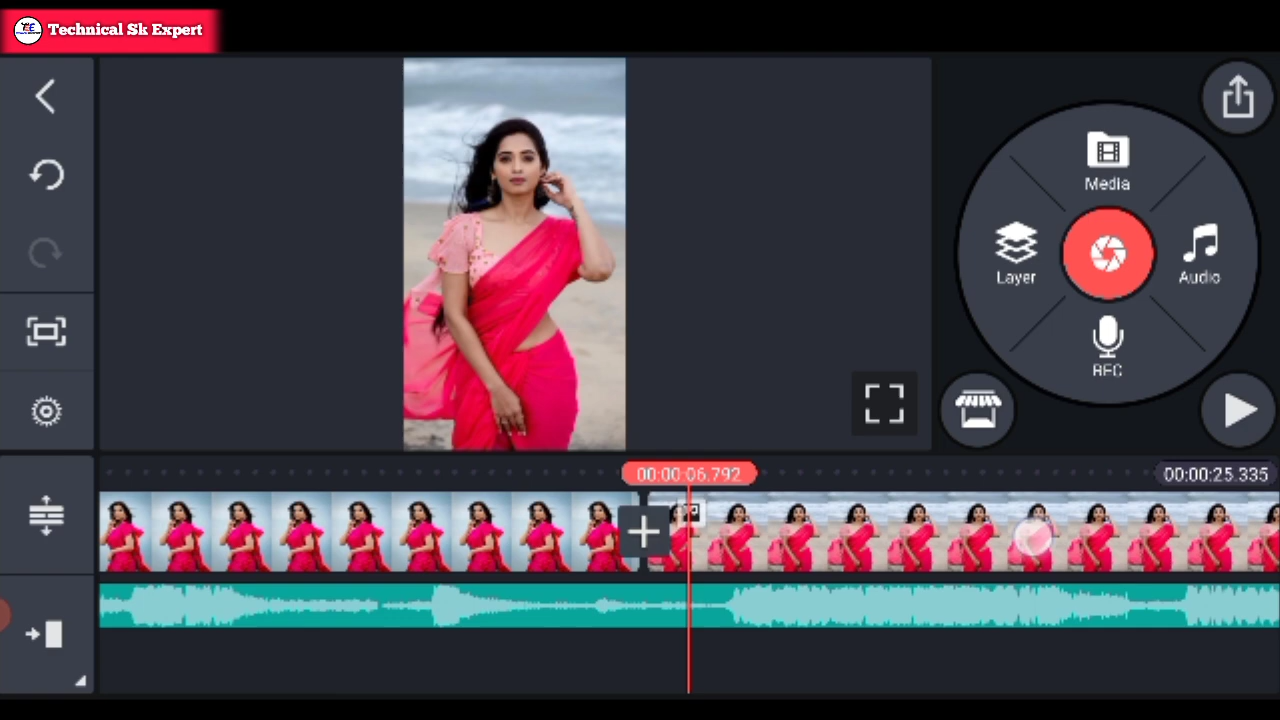 Technical Sk Expert
Media
Layer
Audio
REC
00:00:06.792
00:00:25.335